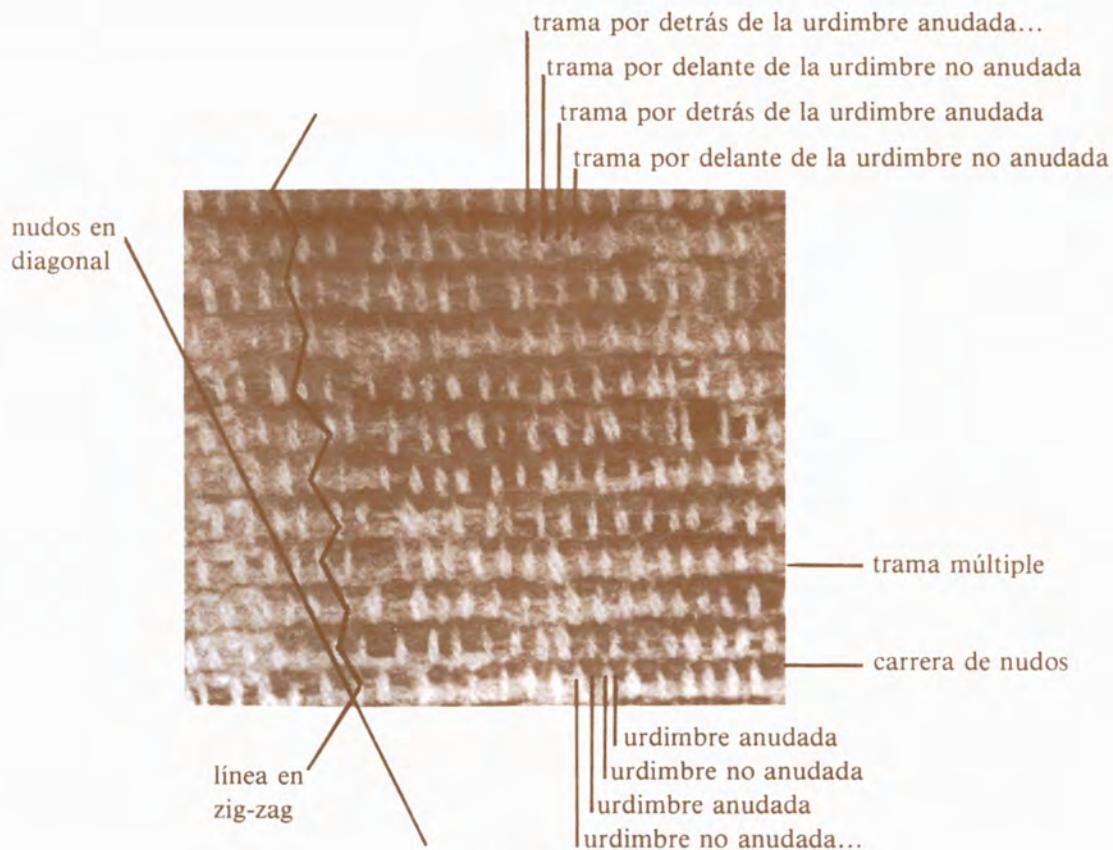 trama por detrás de la urdimbre anudada...
trama por delante de la urdimbre no anudada
trama por detrás de la urdimbre anudada
trama por delante de la urdimbre no anudada
nudos en
diagonal
trama múltiple
carrera de nudos
urdimbre anudada
urdimbre no anudada
urdimbre anudada
urdimbre no anudada...
línea en
zig-zag